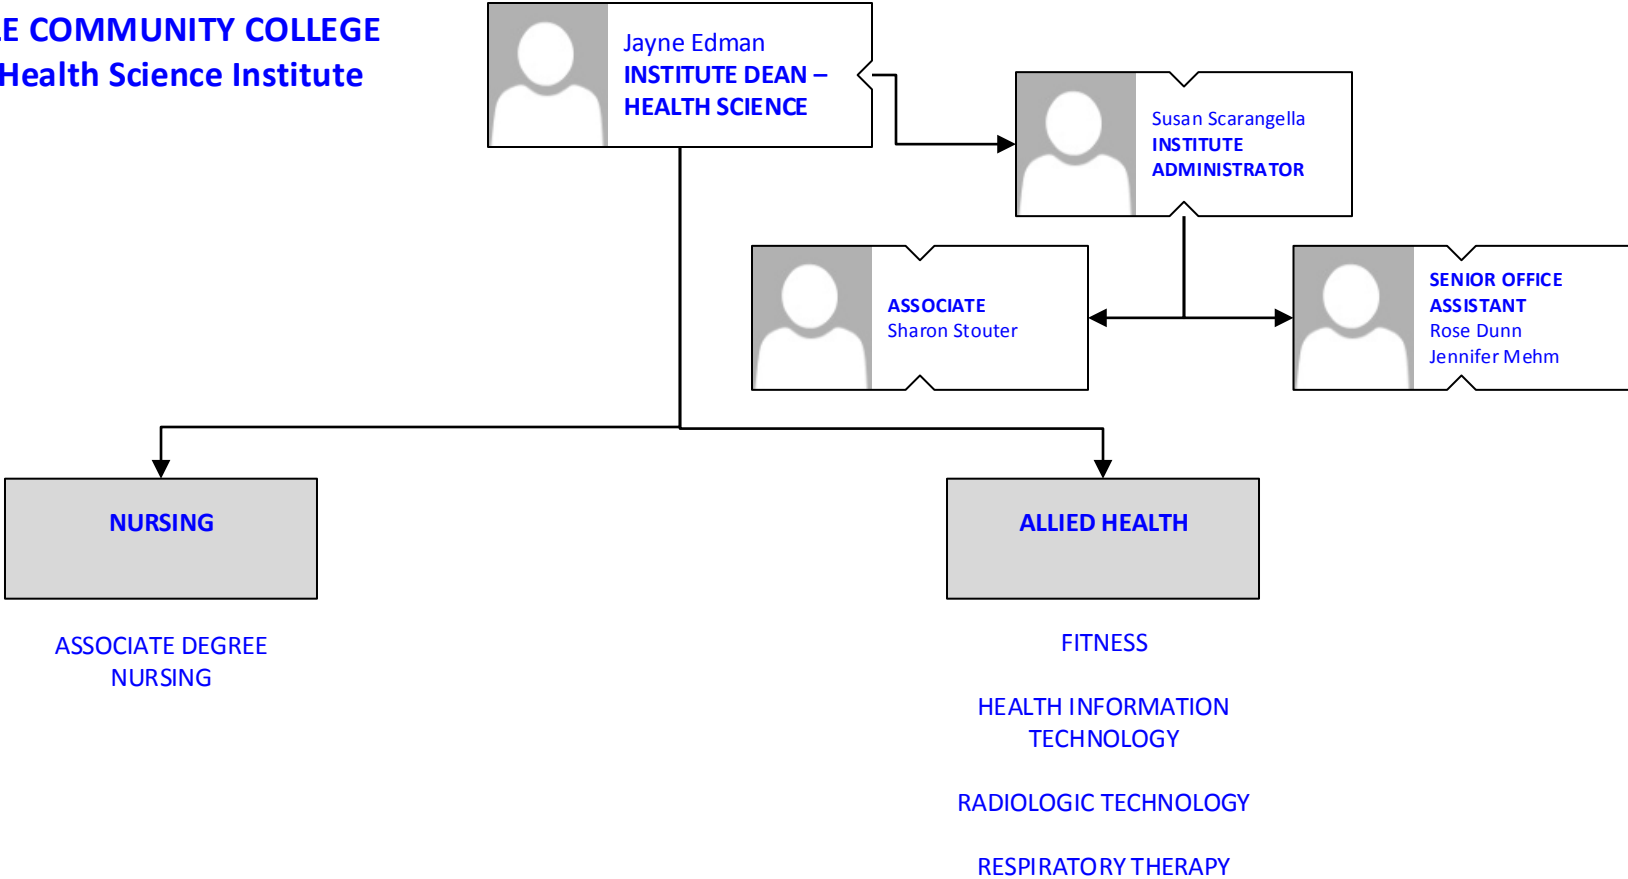 COMMUNITY COLLEGE
Health Science Institute
Jayne Edman
INSTITUTE DEAN –
HEALTH SCIENCE
Susan Scarangella
INSTITUTE
ADMINISTRATOR
ASSOCIATE
Sharon Stouter
SENIOR OFFICE
ASSISTANT
Rose Dunn
Jennifer Mehm
NURSING
ALLIED HEALTH
ASSOCIATE DEGREE
NURSING
FITNESS
HEALTH INFORMATION
TECHNOLOGY
RADIOLOGIC TECHNOLOGY
RESPIRATORY THERAPY